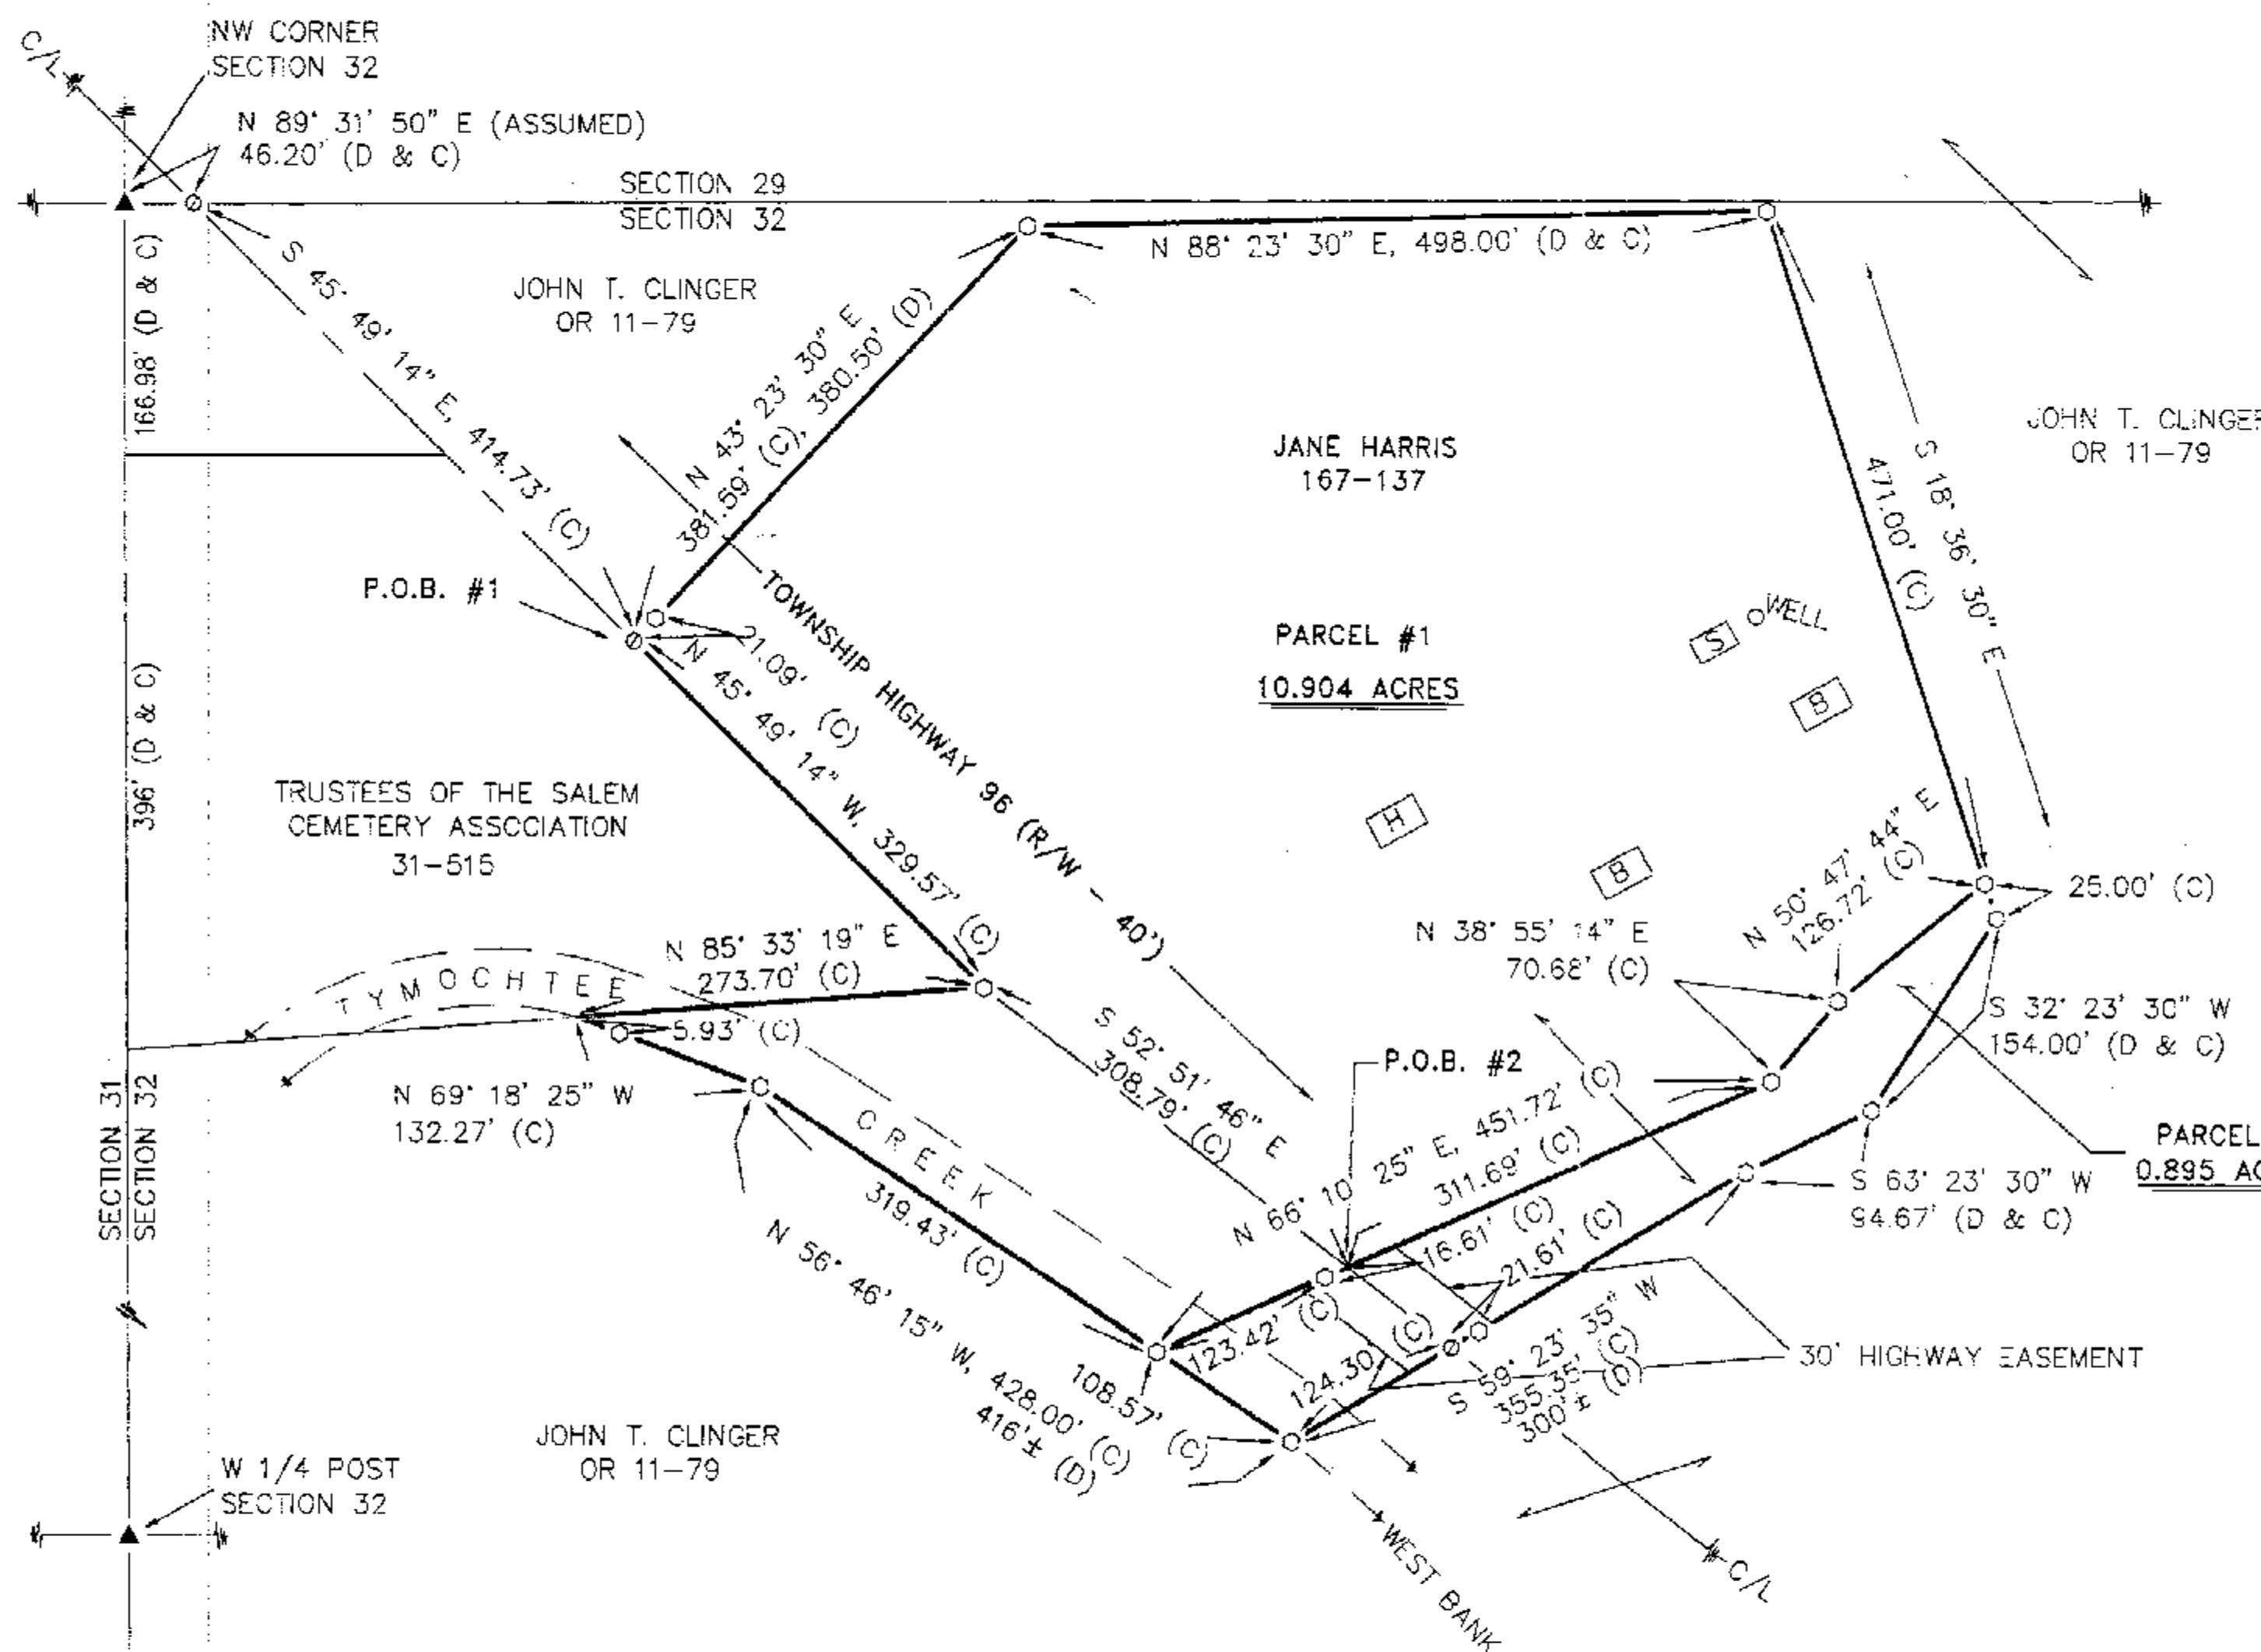 C/L
NW CORNER
SECTION 32
N 89° 31' 50" E (ASSUMED)
46.20' (D & C)
SECTION 29
SECTION 32
N 88° 23' 30" E, 498.00' (D & C)
166.98' (D & C)
S 45° 49' 14" E, 414.73' (C)
JOHN T. CLINGER
OR 11-79
N 43° 23' 30" E
381.59' (C), 380.50' (D)
JANE HARRIS
167-137
S 18° 36' 30" E
471.00' (C)
JOHN T. CLINGER
OR 11-79
P.O.B. #1
21.09' (C)
TOWNSHIP HIGHWAY 96 (R/W - 40')
PARCEL #1
10.904 ACRES
S
WELL
B
H
B
N 45° 49' 14" W, 329.57' (C)
396' (D & C)
TRUSTEES OF THE SALEM
CEMETERY ASSOCIATION
31-516
N 50° 47' 44" E
126.72' (C)
25.00' (C)
N 38° 55' 14" E
70.68' (C)
N 85° 33' 19" E
273.70' (C)
TYMOCHTEE
5.93' (C)
S 32° 23' 30" W
154.00' (D & C)
S 52° 51' 46" E
308.79' (C)
P.O.B. #2
N 69° 18' 25" W
132.27' (C)
CREEK
N 66° 10' 25" E, 451.72' (C)
311.69' (C)
PARCEL
0.895 AC
S 63° 23' 30" W
94.67' (D & C)
SECTION 31
SECTION 32
319.43' (C)
16.61' (C)
21.61' (C)
N 56° 46' 15" W, 428.00' (C)
416'± (D)
123.42' (C)
124.30' (C)
108.57' (C)
S 59° 23' 35" W
355.35' (C)
300'± (D)
30' HIGHWAY EASEMENT
JOHN T. CLINGER
OR 11-79
W 1/4 POST
SECTION 32
WEST BANK
C/L